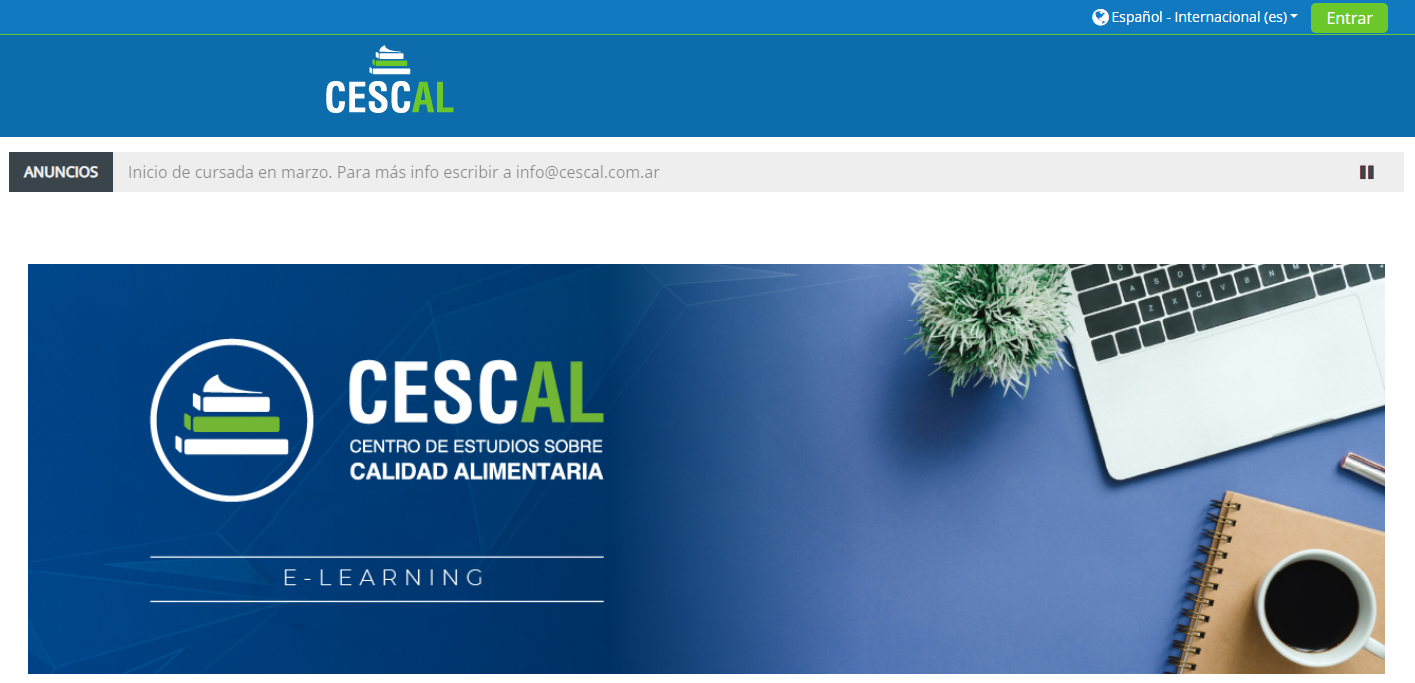 Español - Internacional (es)
Entrar
CESCAL
ANUNCIOS
Inicio de cursada en marzo. Para más info escribir a info@cescal.com.ar
CESCAL
CENTRO DE ESTUDIOS SOBRE
CALIDAD ALIMENTARIA
E-LEARNING